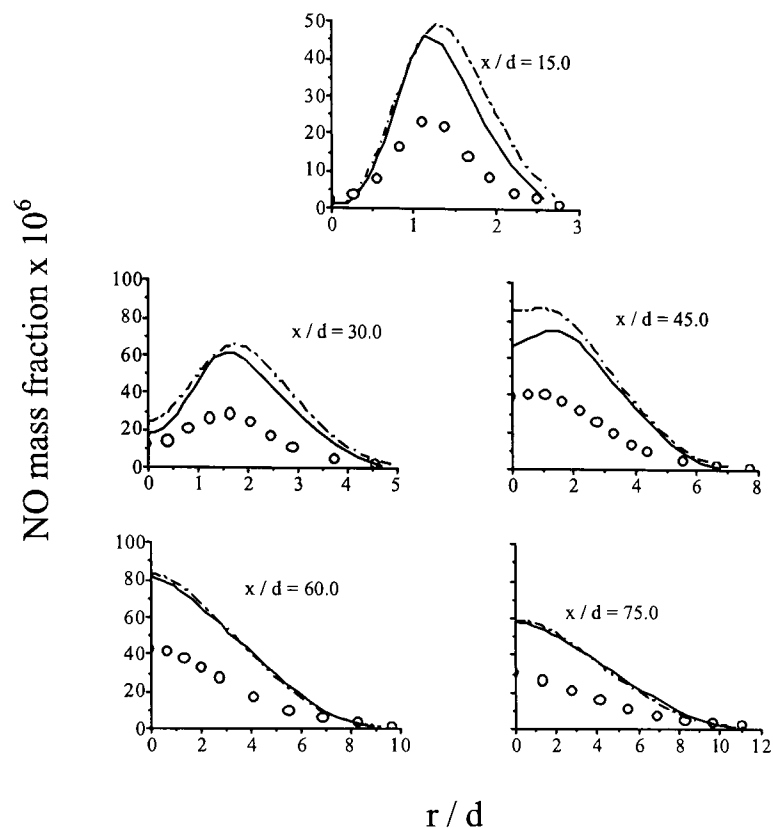 50
40
30
20
10
0
x / d = 15.0
0 1 2 3
NO mass fraction x 10^6
100
80
60
40
20
0
x / d = 30.0
0 1 2 3 4 5
x / d = 45.0
0 2 4 6 8
100
80
60
40
20
0
x / d = 60.0
0 2 4 6 8 10
x / d = 75.0
0 2 4 6 8 10 12
r / d